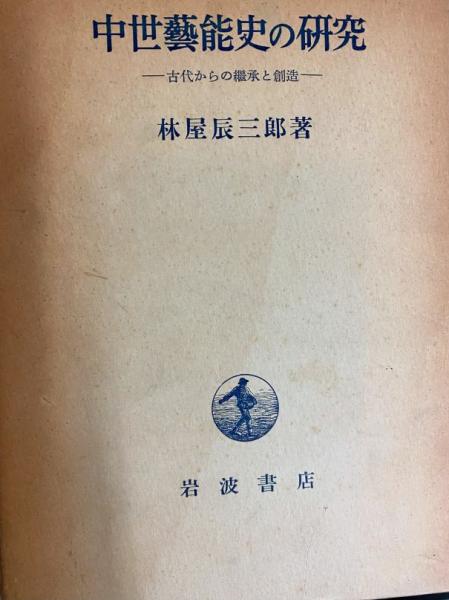 中世藝能史の研究
―古代からの繼承と創造―
林屋辰三郎著
岩波書店